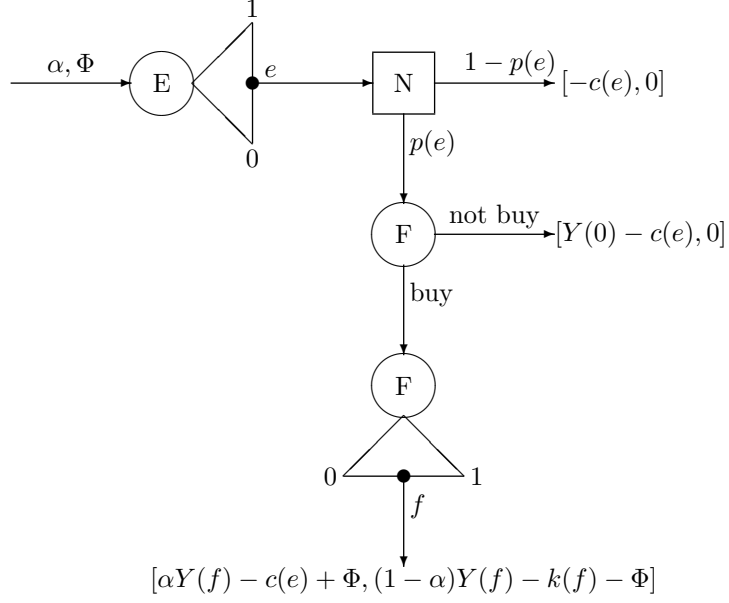 1
α, Φ
E
e
N
1 − p(e)
[−c(e), 0]
0
p(e)
F
not buy
[Y(0) − c(e), 0]
buy
F
0
1
f
[αY(f) − c(e) + Φ, (1 − α)Y(f) − k(f) − Φ]